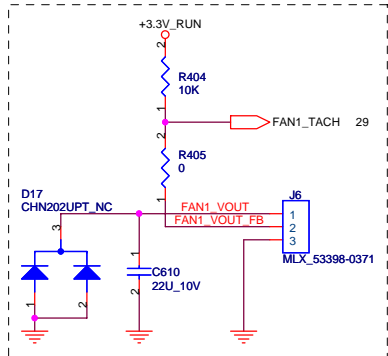 +3.3V_RUN
2
R404
10K
1
FAN1_TACH 29
2
R405
0
1
D17
CHN202UPT_NC
3
1
2
FAN1_VOUT
FAN1_VOUT_FB
J6
1
2
3
MLX_53398-0371
1
C610
22U_10V
2